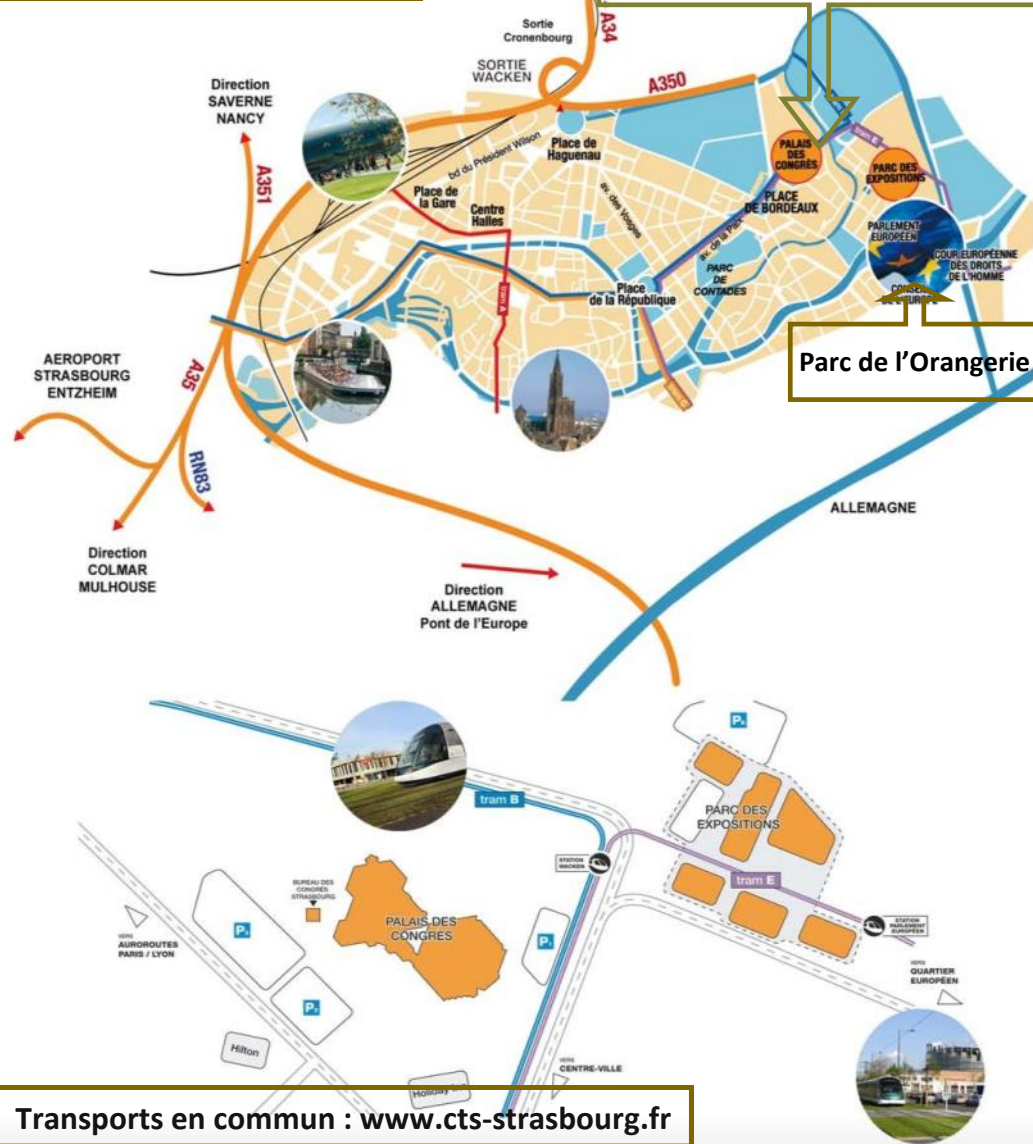 Sortie
Cronenbourg
A34
SORTIE
WACKEN
A350
Direction
SAVERNE
NANCY
A351
bd du Président Wilson
Place de
Haguenau
PALAIS
DES
CONGRÈS
tram E
PARC DES
EXPOSITIONS
Place de
la Gare
Centre
Halles
av. des Vosges
PLACE
DE BORDEAUX
av. de la Paix
PARC
DE
CONTADES
PARLEMENT
EUROPÉEN
COUR EUROPÉENNE
DES DROITS
DE L'HOMME
Place
de la République
tram A
Parc de l'Orangerie
AEROPORT
STRASBOURG
ENTZHEIM
A35
RN83
ALLEMAGNE
Direction
COLMAR
MULHOUSE
Direction
ALLEMAGNE
Pont de l'Europe
tram B
PARC DES
EXPOSITIONS
STATION
WACKEN
tram E
BUREAU DES
CONGRÈS
STRASBOURG
PALAIS DES
CONGRES
STATION
PARLEMENT
EUROPÉEN
VERS
AUROROUTES
PARIS / LYON
VERS
QUARTIER
EUROPÉEN
Hilton
VERS
CENTRE-VILLE
Transports en commun : www.cts-strasbourg.fr